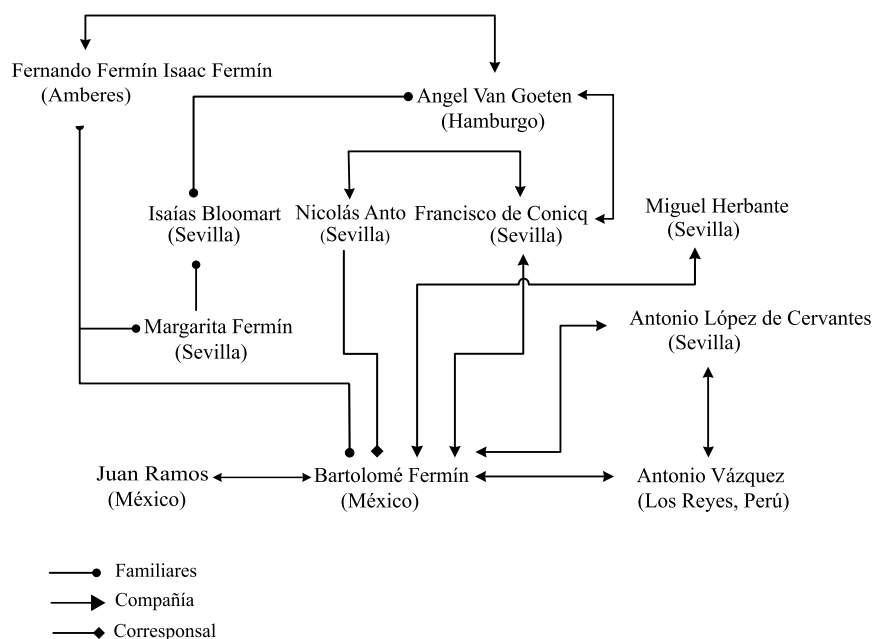 Fernando Fermín Isaac Fermín
(Amberes)
Angel Van Goeten
(Hamburgo)
Isaías Bloomart
(Sevilla)
Nicolás Anto
(Sevilla)
Francisco de Conicq
(Sevilla)
Miguel Herbante
(Sevilla)
Margarita Fermín
(Sevilla)
Antonio López de Cervantes
(Sevilla)
Juan Ramos
(México)
Bartolomé Fermín
(México)
Antonio Vázquez
(Los Reyes, Perú)
Familiares
Compañía
Corresponsal